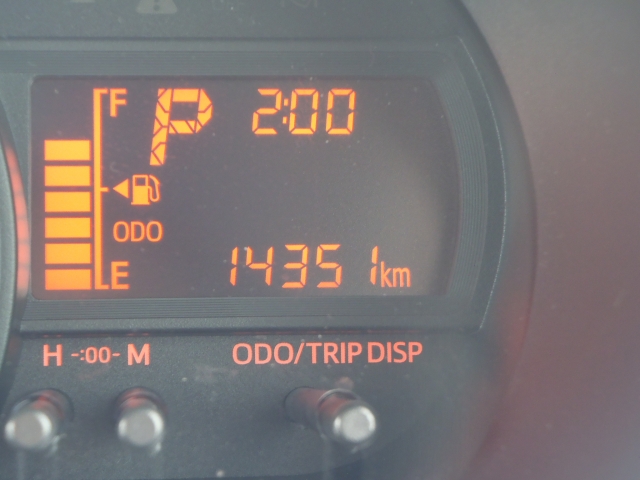 F P 2:00
ODO
E 14351km
H -:00- M ODO/TRIP DISP